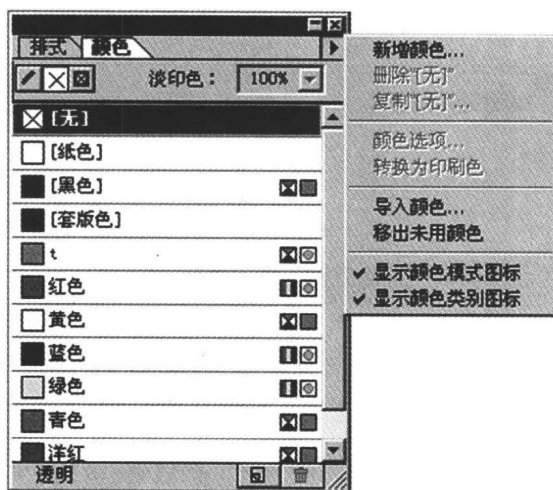 排式 颜色
淡印色： 100%
[无]
[纸色]
[黑色]
[套版色]
t
红色
黄色
蓝色
绿色
青色
洋红
透明
新增颜色...
删除"[无]"
复制"[无]"...
颜色选项...
转换为印刷色
导入颜色...
移出未用颜色
✓ 显示颜色模式图标
✓ 显示颜色类别图标